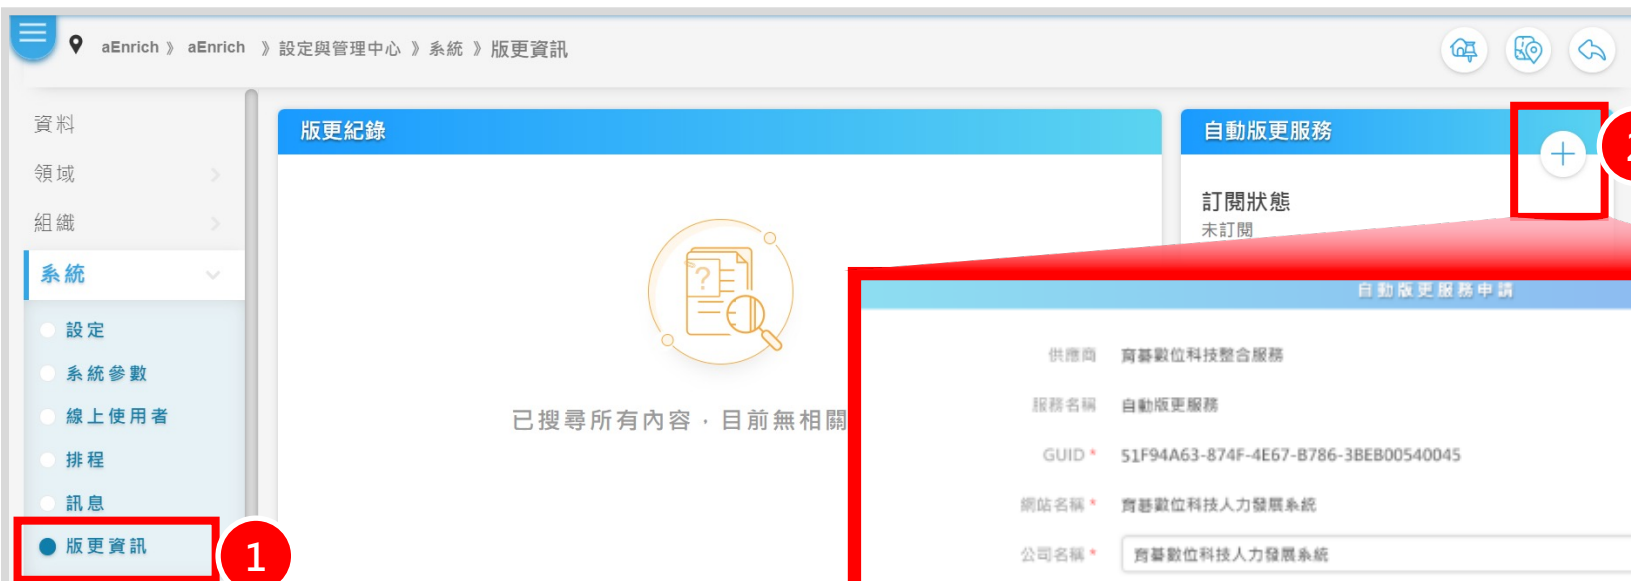 aEnrich 》 aEnrich 》設定與管理中心 》系統 》版更資訊
資料
領域
組織
系統
設定
系統參數
線上使用者
排程
訊息
版更資訊
1
版更紀錄
已搜尋所有內容，目前無相關
自動版更服務
2
訂閱狀態
未訂閱
自動版更服務申請
供應商 育碁數位科技整合服務
服務名稱 自動版更服務
GUID * 51F94A63-874F-4E67-B786-3BEB00540045
網站名稱 * 育碁數位科技人力發展系統
公司名稱 * 育碁數位科技人力發展系統